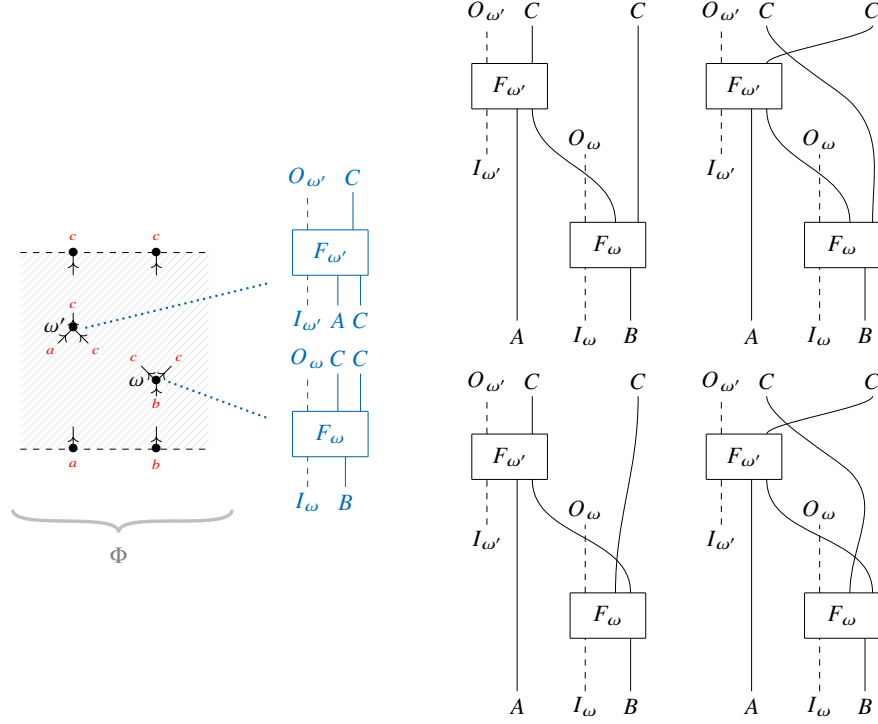 O_ω′ C O_ω′ C
c c
ω′ c
a c
c c
ω
b
a b
Φ
F_ω′
I_ω′ A C
O_ω C C
F_ω
I_ω B
O_ω′ C C
F_ω′
O_ω
I_ω′
F_ω
A I_ω B
O_ω′ C C
F_ω′
O_ω
I_ω′
F_ω
A I_ω B
O_ω′ C C
F_ω′
O_ω
I_ω′
F_ω
A I_ω B
O_ω′ C C
F_ω′
O_ω
I_ω′
F_ω
A I_ω B